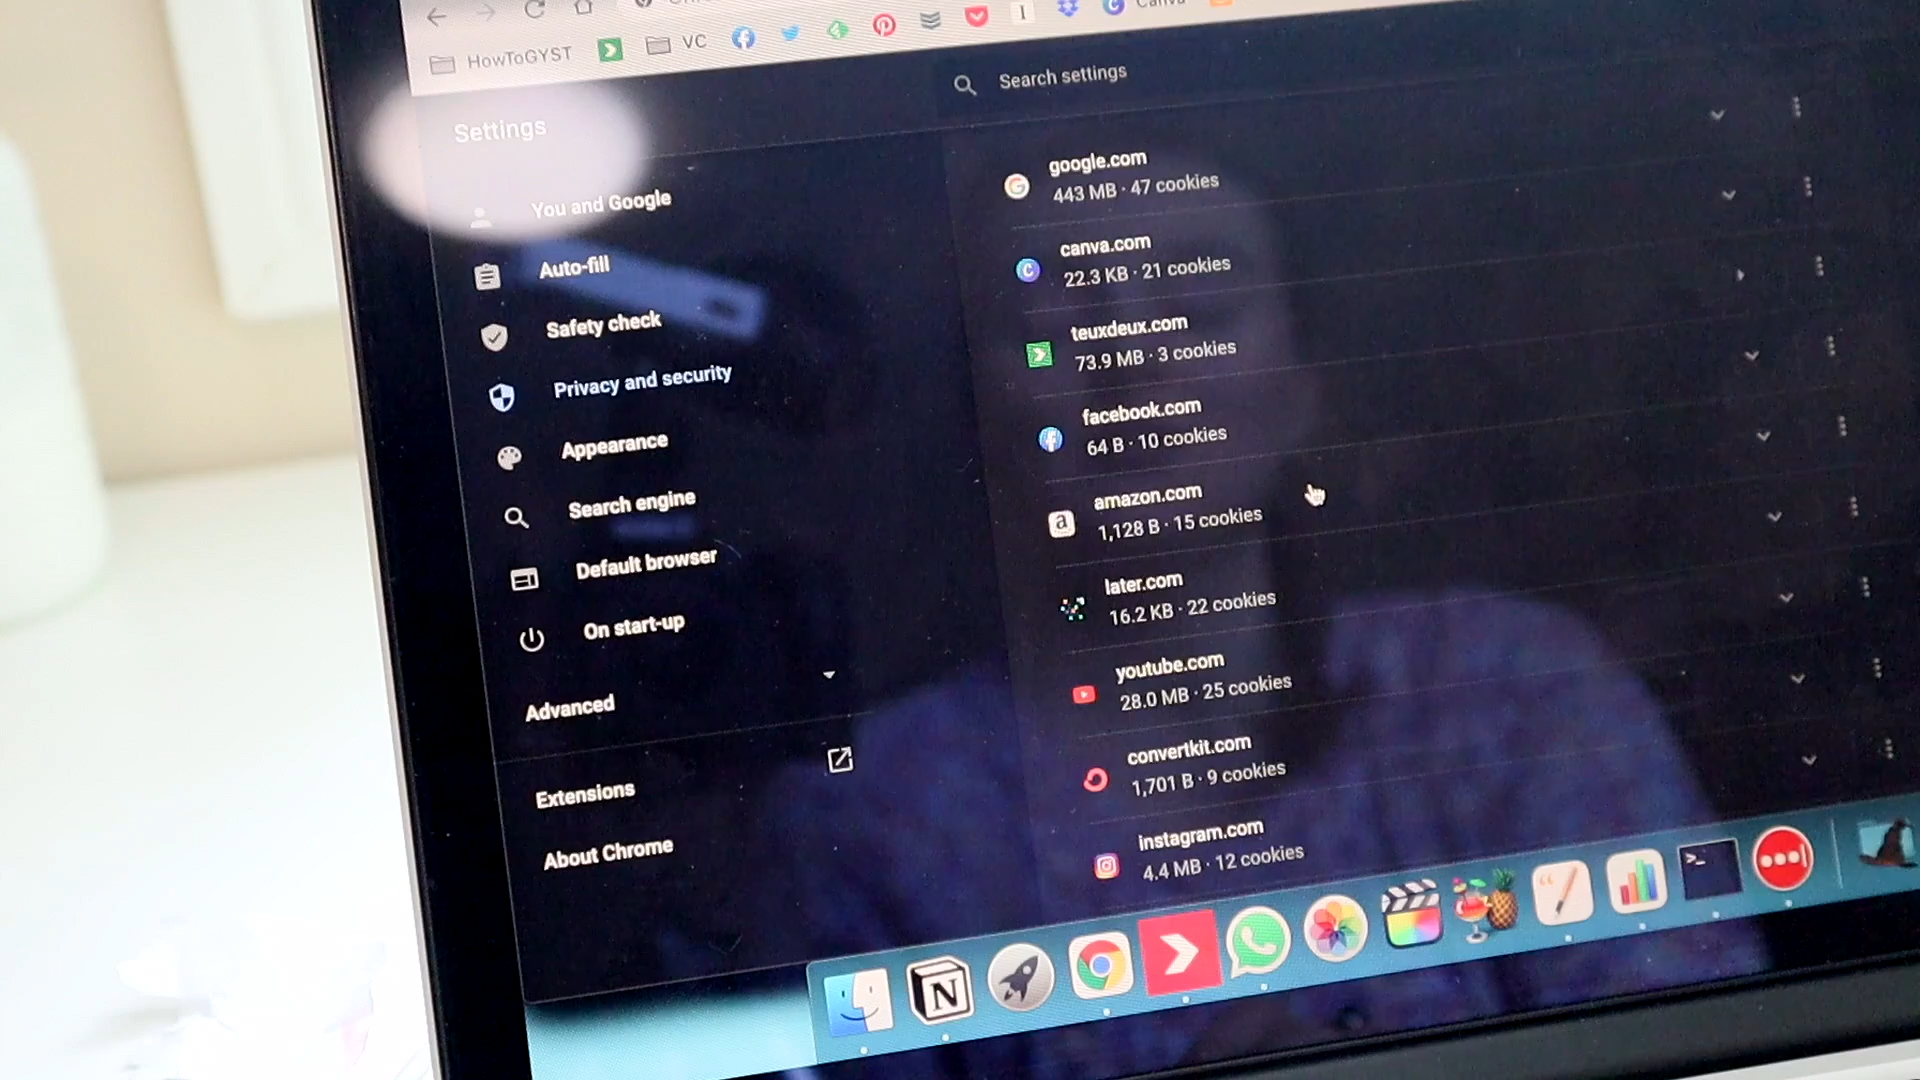 HowToGYST
VC
Search settings
Settings
You and Google
Auto-fill
Safety check
Privacy and security
Appearance
Search engine
Default browser
On start-up
Advanced
Extensions
About Chrome
google.com
443 MB · 47 cookies
canva.com
22.3 KB · 21 cookies
teuxdeux.com
73.9 MB · 3 cookies
facebook.com
64 B · 10 cookies
amazon.com
1,128 B · 15 cookies
later.com
16.2 KB · 22 cookies
youtube.com
28.0 MB · 25 cookies
convertkit.com
1,701 B · 9 cookies
instagram.com
4.4 MB · 12 cookies